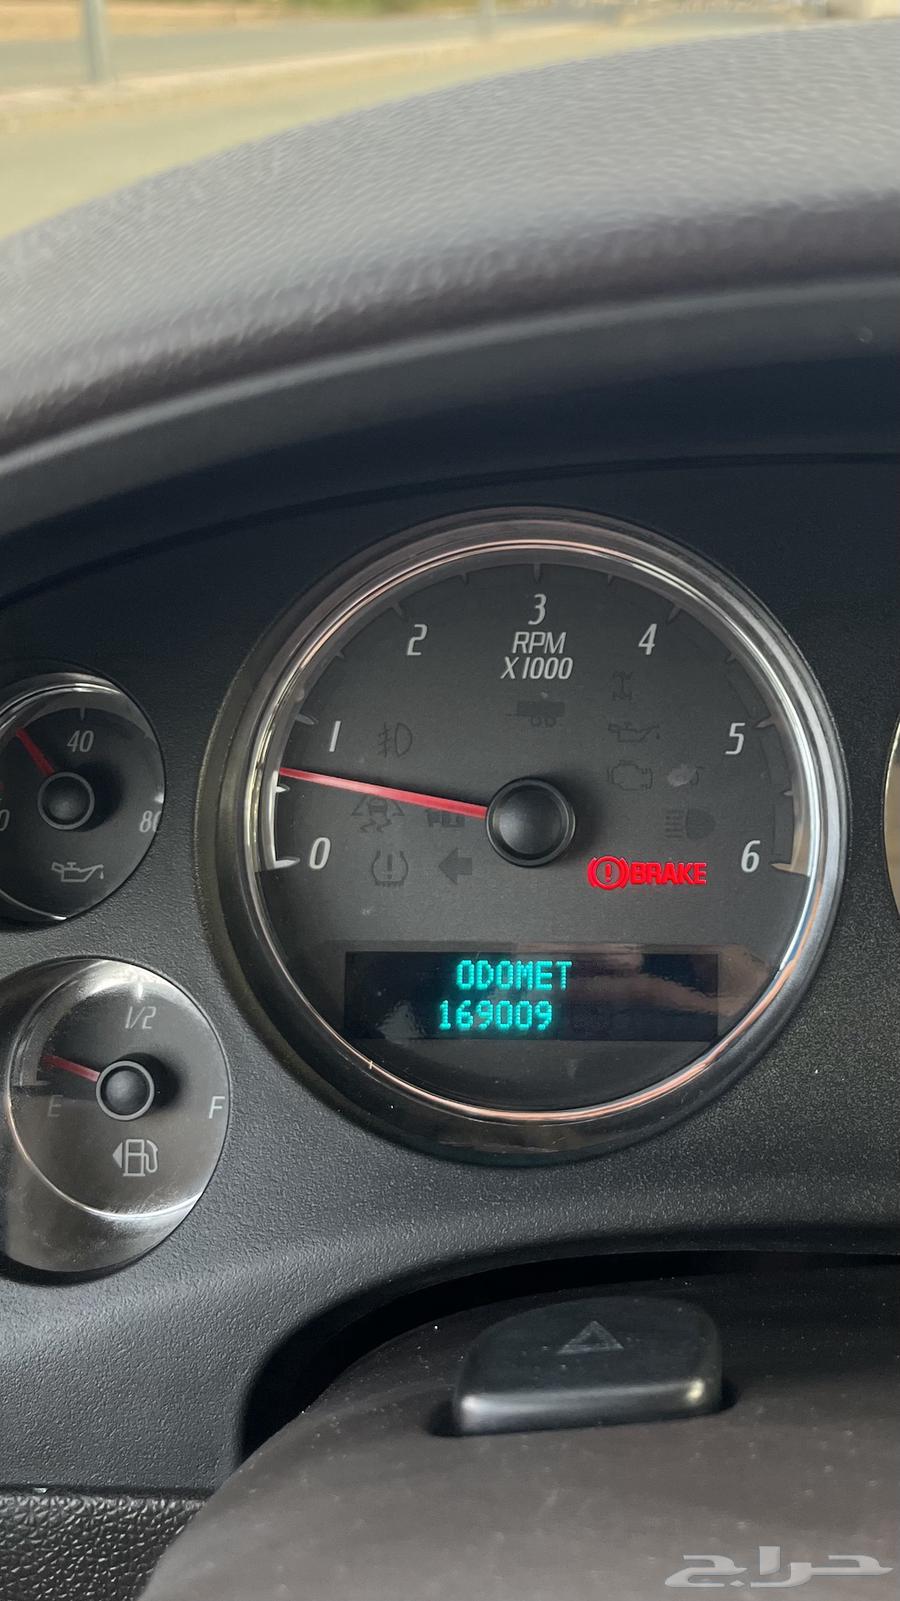 3
2
4
RPM
X1000
1
5
40
80
0
6
BRAKE
ODOMET
169009
1/2
E
F
حراج